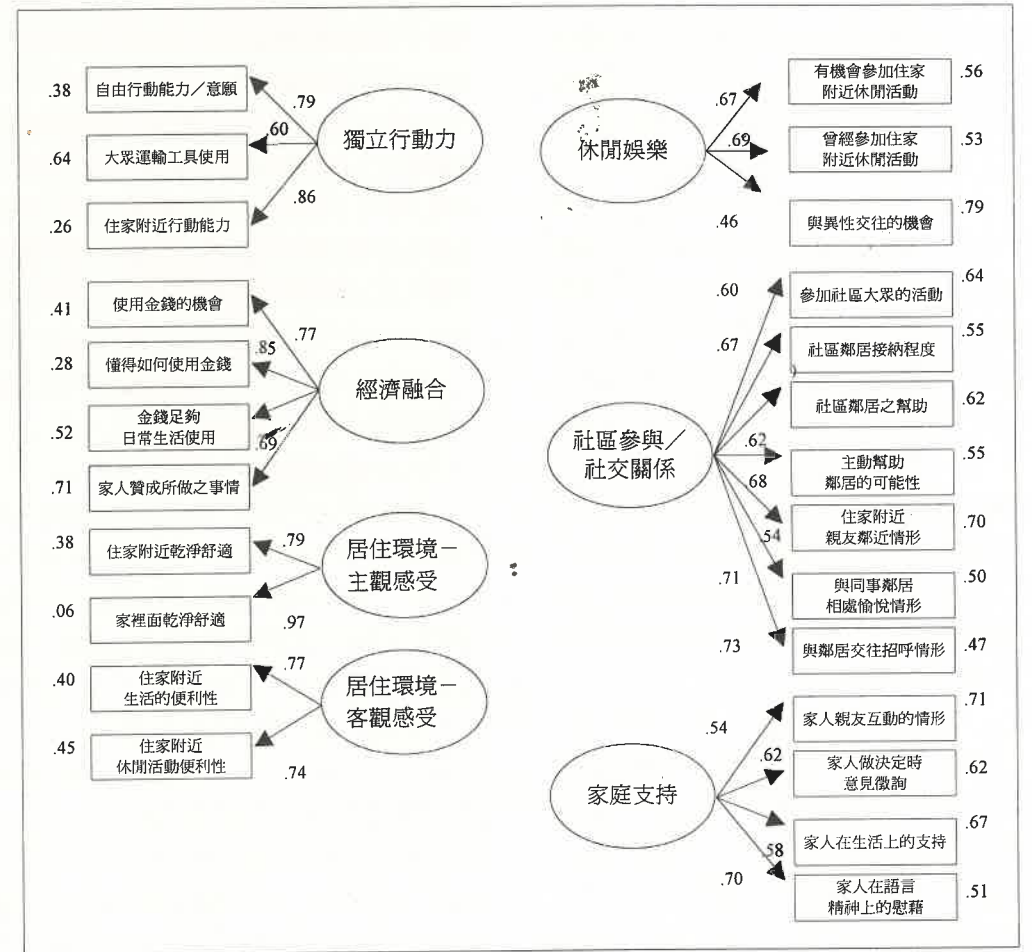 .38
自由行動能力／意願
.79
.64
大眾運輸工具使用
.60
.26
住家附近行動能力
.86
獨立行動力
.41
使用金錢的機會
.77
.28
懂得如何使用金錢
.85
.52
金錢足夠
日常生活使用
.69
.71
家人贊成所做之事情
經濟融合
.38
住家附近乾淨舒適
.79
.06
家裡面乾淨舒適
.97
居住環境－
主觀感受
.40
住家附近
生活的便利性
.77
.45
住家附近
休閒活動便利性
.74
居住環境－
客觀感受
休閒娛樂
.67
有機會參加住家
附近休閒活動
.56
.69
曾經參加住家
附近休閒活動
.53
.46
與異性交往的機會
.79
社區參與／
社交關係
.60
參加社區大眾的活動
.64
.67
社區鄰居接納程度
.55
社區鄰居之幫助
.62
.62
主動幫助
鄰居的可能性
.55
.68
住家附近
親友鄰近情形
.70
.54
與同事鄰居
相處愉悅情形
.50
.71
與鄰居交往招呼情形
.47
.73
家庭支持
.54
家人親友互動的情形
.71
.62
家人做決定時
意見徵詢
.62
家人在生活上的支持
.67
.58
家人在語言
精神上的慰藉
.51
.70